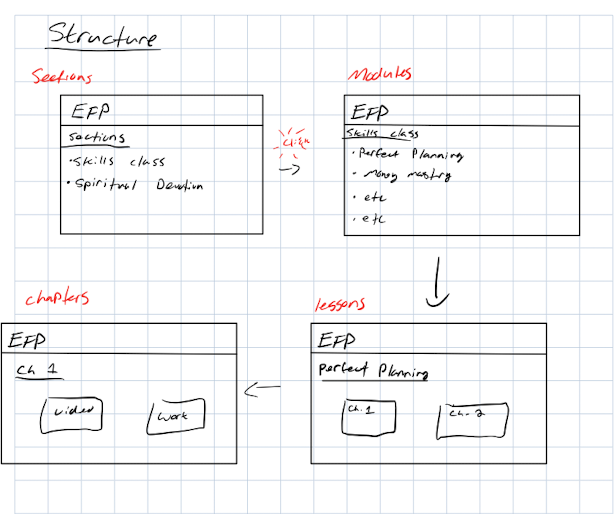 Structure
Sections
EFP
Sections
• Skills class
• Spiritual Devotion
click
Modules
EFP
Skills class
• Perfect Planning
• Money mastery
• etc
• etc
lessons
EFP
Perfect Planning
Ch. 1
Ch. 2
chapters
EFP
Ch 1
video
work